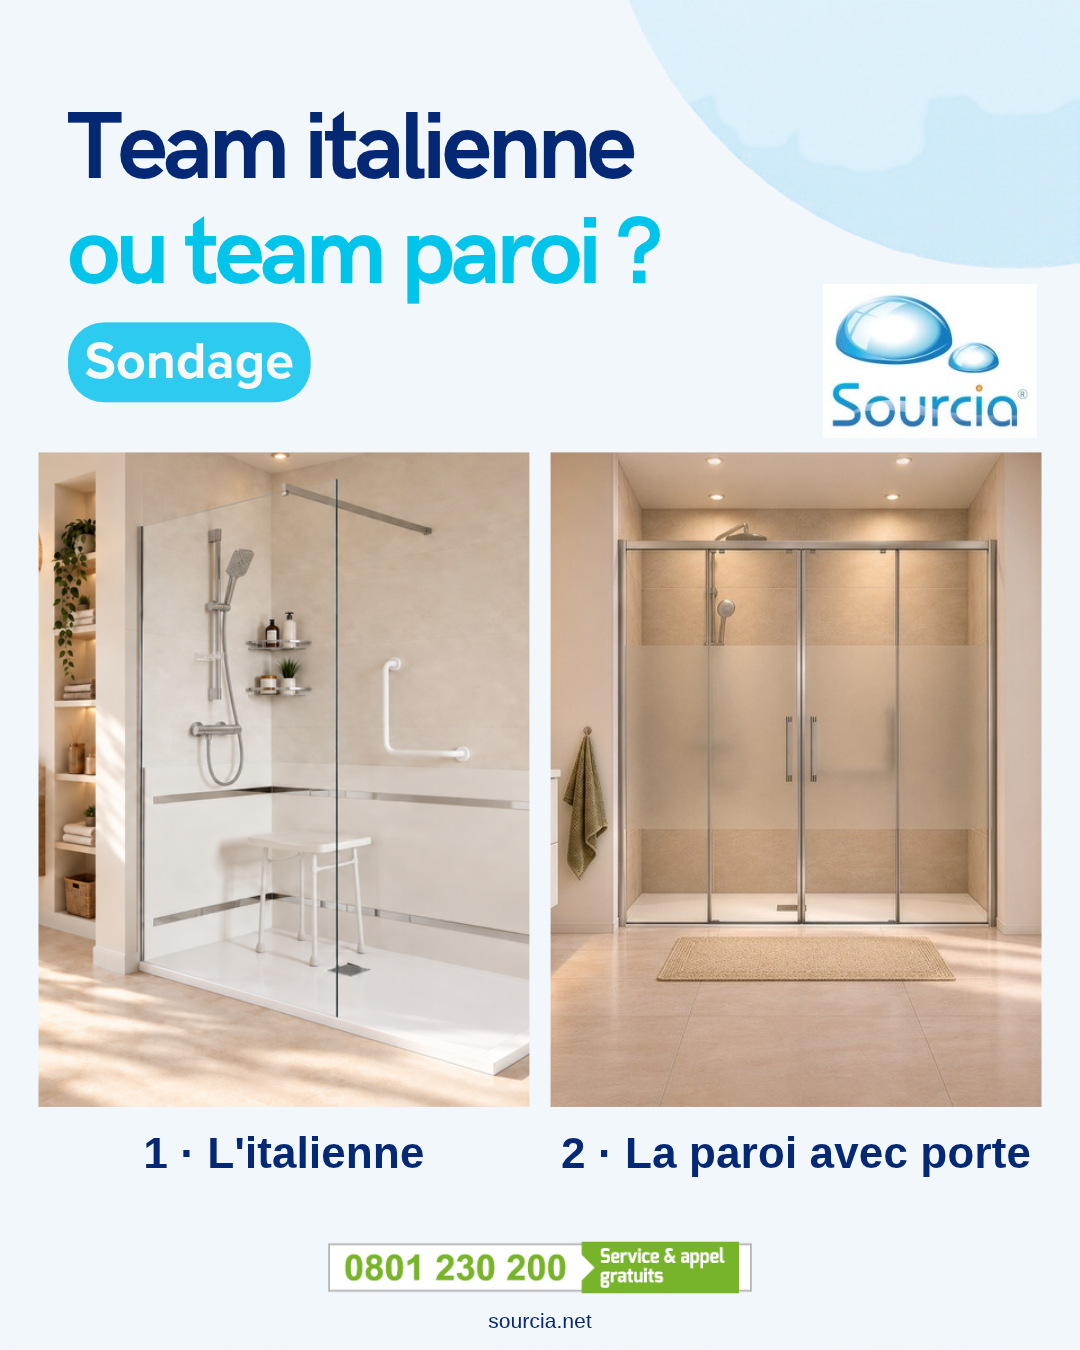 Team italienne
ou team paroi ?
Sondage
Sourcia®
1 · L'italienne
2 · La paroi avec porte
0801 230 200
Service & appel
gratuits
sourcia.net